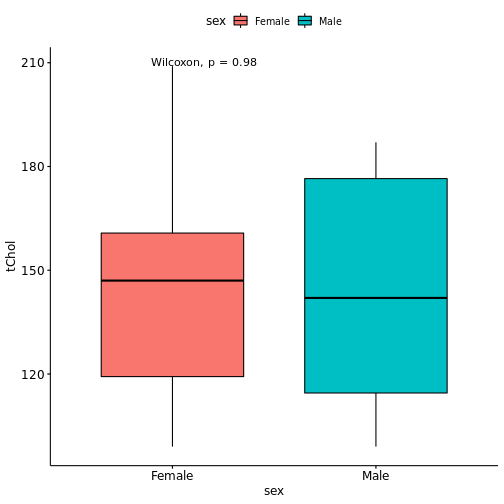 sex Female Male
Wilcoxon, p = 0.98
210
180
150
120
tChol
Female Male
sex